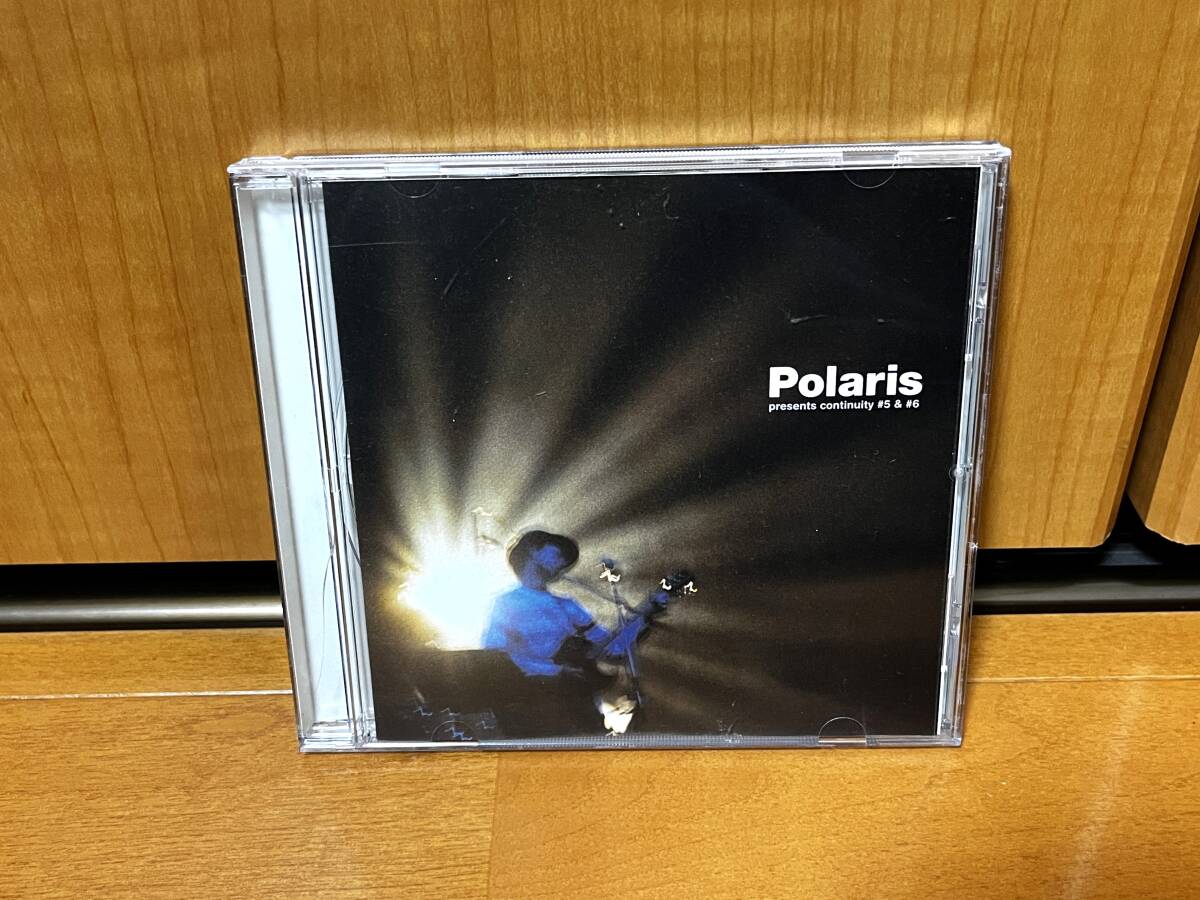 Polaris
presents continuity #5 & #6